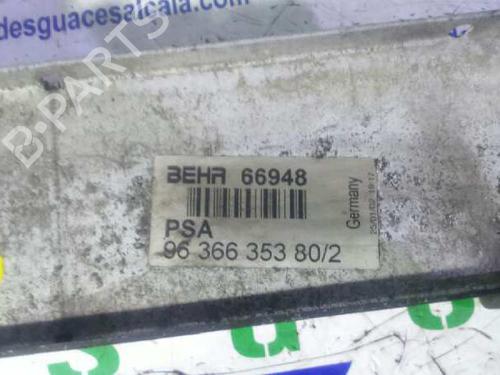 desguacesalcala.com
B-PARTS
BEHR 66948
PSA
96 366 353 80/2
Germany